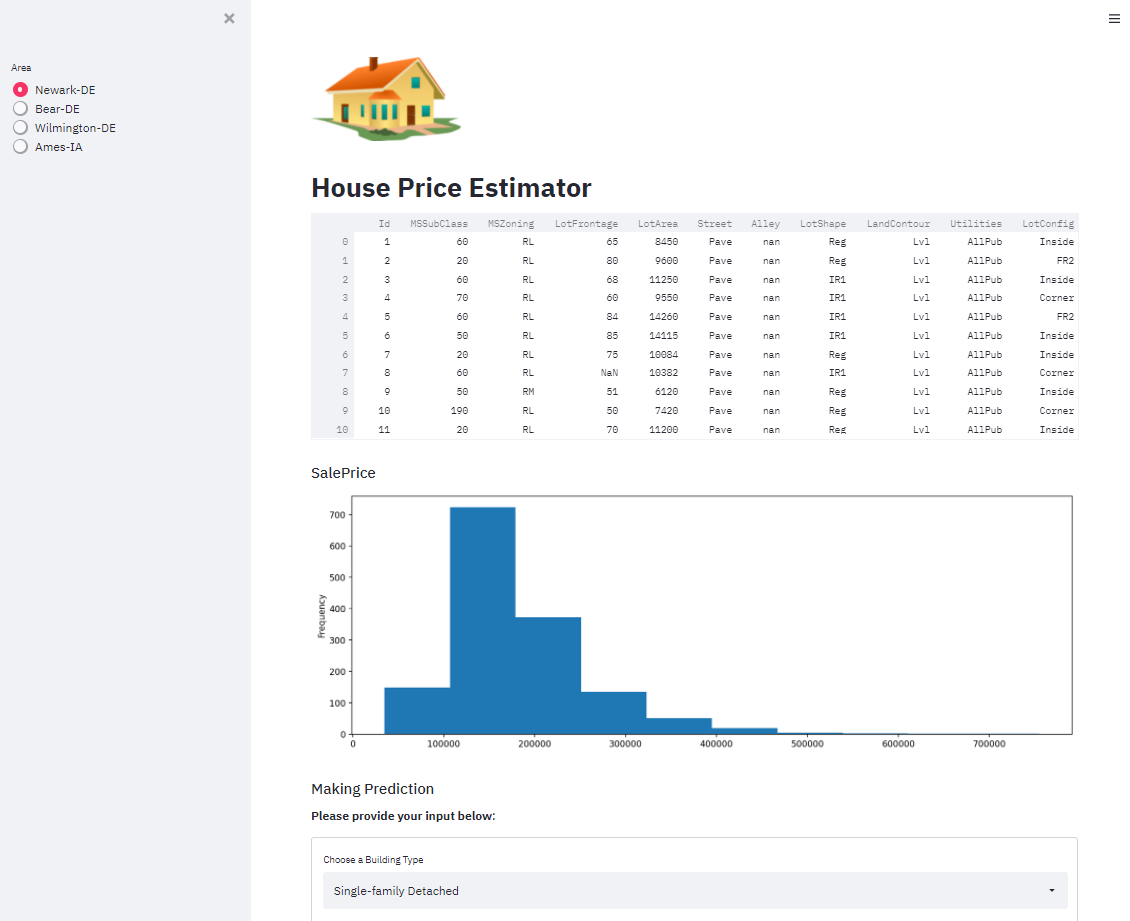 Area
Newark-DE
Bear-DE
Wilmington-DE
Ames-IA
House Price Estimator
Id MSSubClass MSZoning LotFrontage LotArea Street Alley LotShape LandContour Utilities LotConfig
0 1 60 RL 65 8450 Pave nan Reg Lvl AllPub Inside
1 2 20 RL 80 9600 Pave nan Reg Lvl AllPub FR2
2 3 60 RL 68 11250 Pave nan IR1 Lvl AllPub Inside
3 4 70 RL 60 9550 Pave nan IR1 Lvl AllPub Corner
4 5 60 RL 84 14260 Pave nan IR1 Lvl AllPub FR2
5 6 50 RL 85 14115 Pave nan IR1 Lvl AllPub Inside
6 7 20 RL 75 10084 Pave nan Reg Lvl AllPub Inside
7 8 60 RL NaN 10382 Pave nan IR1 Lvl AllPub Corner
8 9 50 RM 51 6120 Pave nan Reg Lvl AllPub Inside
9 10 190 RL 50 7420 Pave nan Reg Lvl AllPub Corner
10 11 20 RL 70 11200 Pave nan Reg Lvl AllPub Inside
SalePrice
Frequency
700
600
500
400
300
200
100
0
0 100000 200000 300000 400000 500000 600000 700000
Making Prediction
Please provide your input below:
Choose a Building Type
Single-family Detached